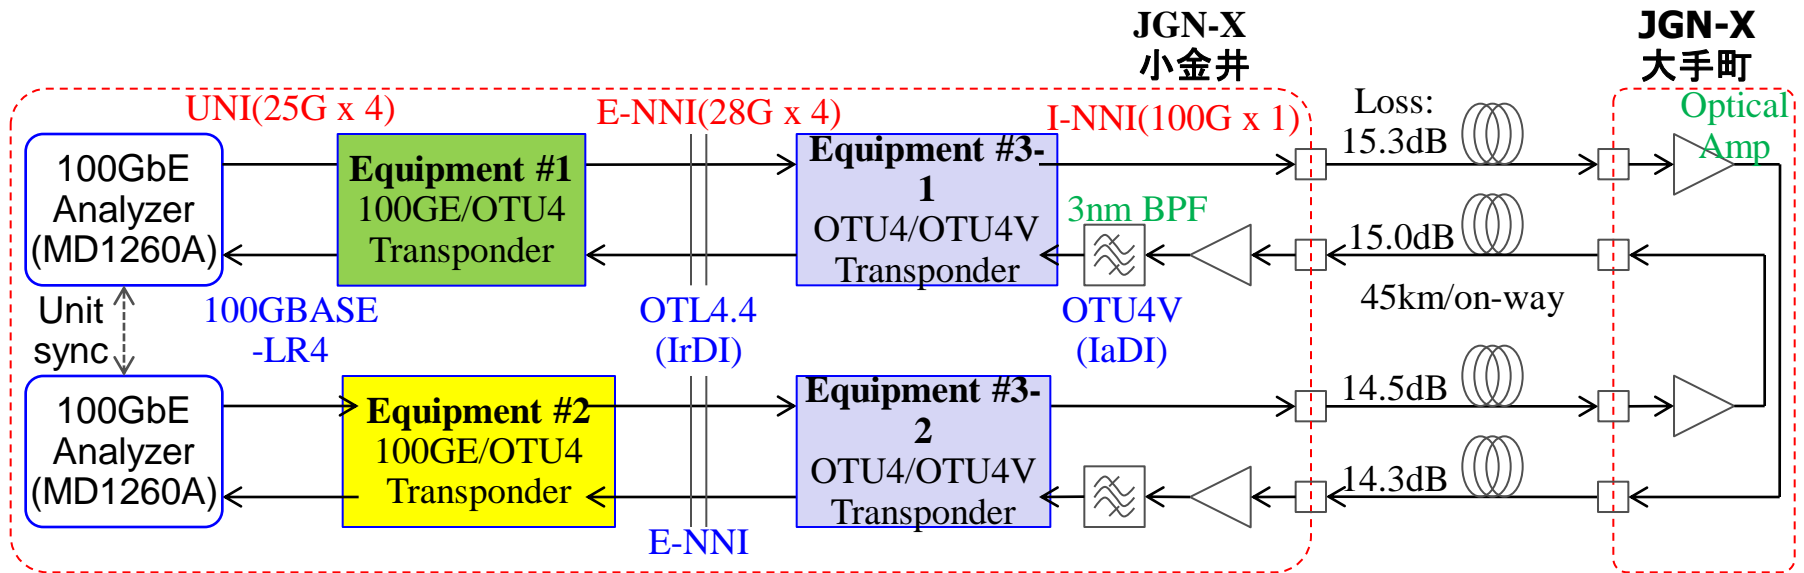 JGN-X
小金井
JGN-X
大手町
UNI(25G x 4)
E-NNI(28G x 4)
I-NNI(100G x 1)
Loss:
15.3dB
Optical
Amp
100GbE
Analyzer
(MD1260A)
Equipment #1
100GE/OTU4
Transponder
Equipment #3-
1
OTU4/OTU4V
Transponder
3nm BPF
15.0dB
45km/on-way
Unit
sync
100GBASE
-LR4
OTL4.4
(IrDI)
OTU4V
(IaDI)
100GbE
Analyzer
(MD1260A)
Equipment #2
100GE/OTU4
Transponder
Equipment #3-
2
OTU4/OTU4V
Transponder
14.5dB
14.3dB
E-NNI